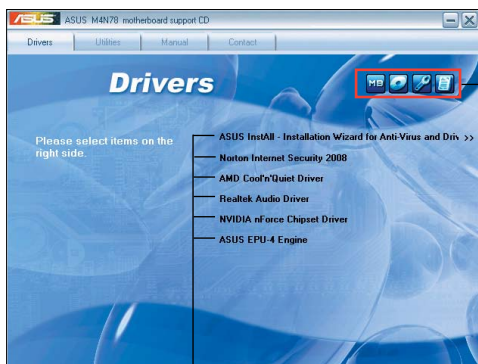 ASUS ASUS M4N78 motherboard support CD
Drivers Utilities Manual Contact
Drivers
MB
Please select items on the
right side.
ASUS InstAll - Installation Wizard for Anti-Virus and Driv >>
Norton Internet Security 2008
AMD Cool'n'Quiet Driver
Realtek Audio Driver
NVIDIA nForce Chipset Driver
ASUS EPU-4 Engine